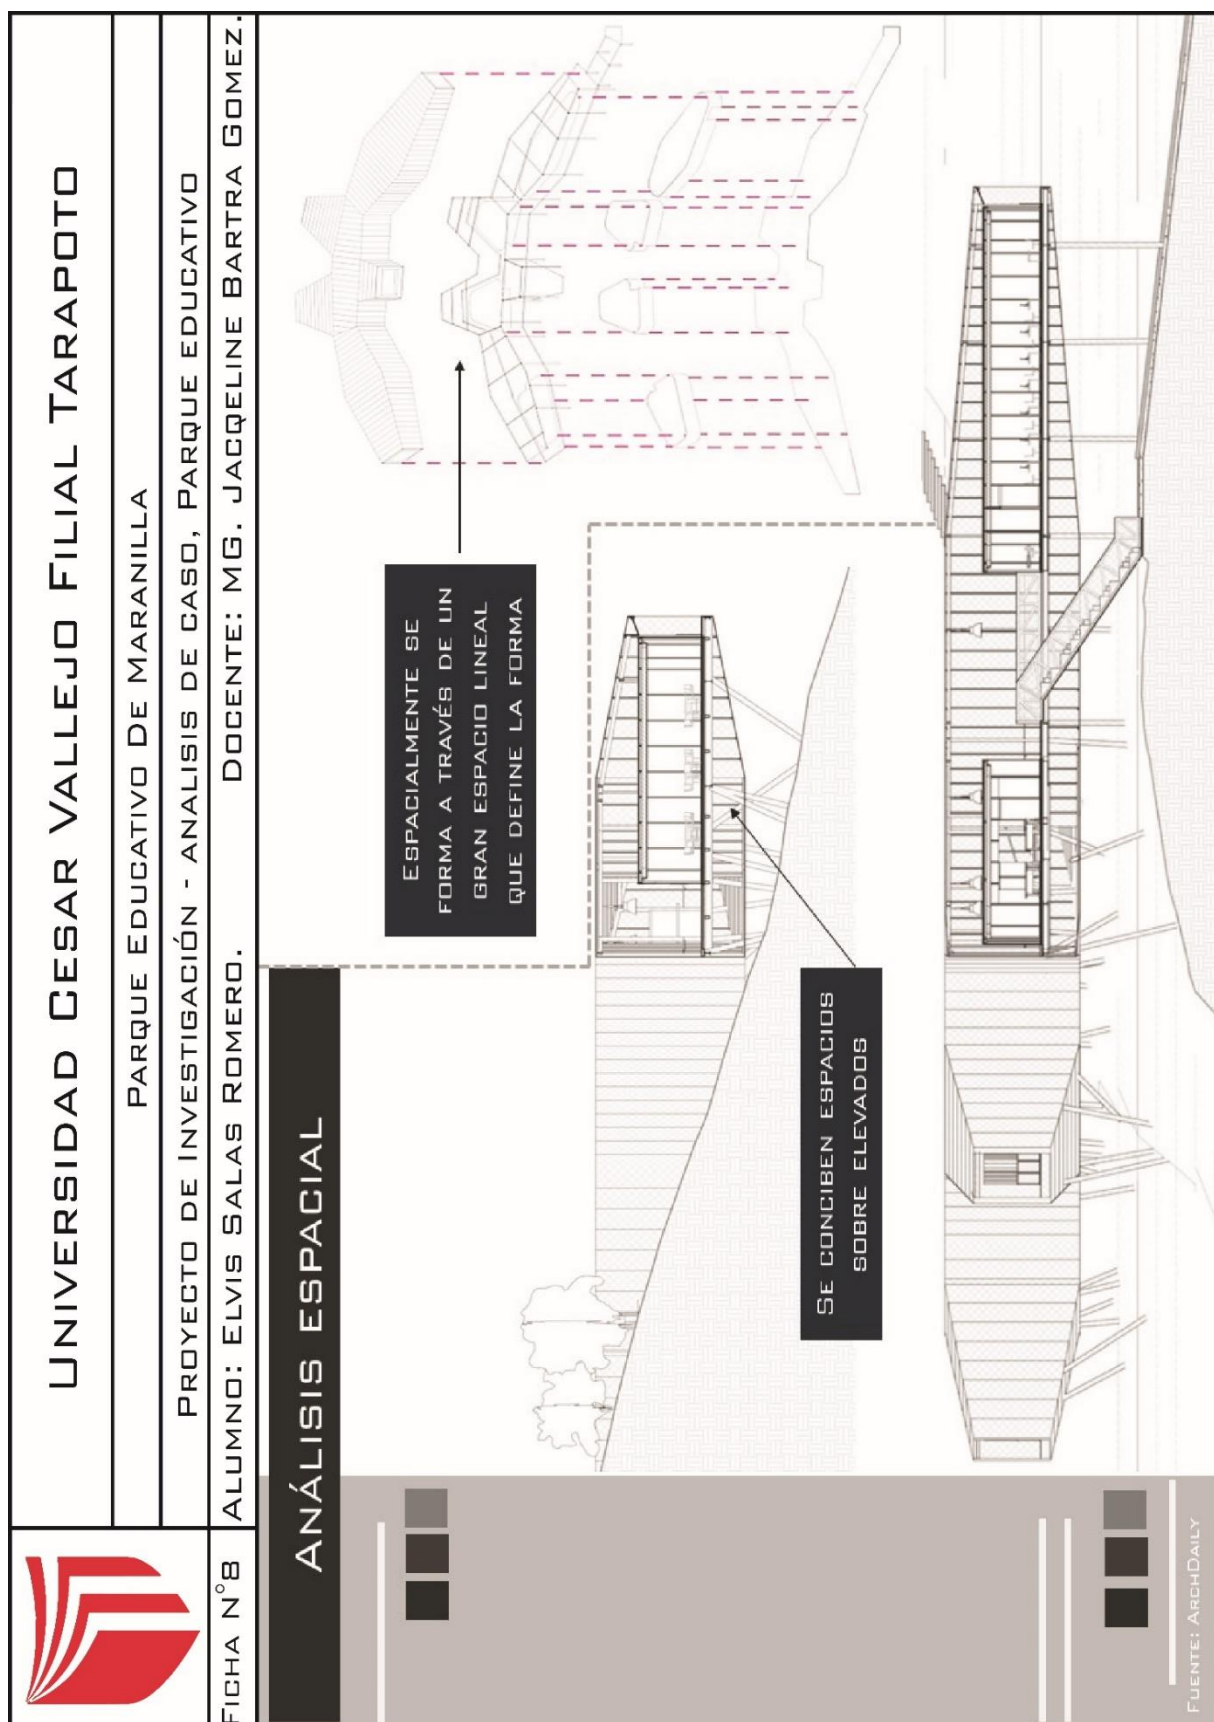 UNIVERSIDAD CESAR VALLEJO FILIAL TARAPOTO
PARQUE EDUCATIVO DE MARANILLA
PROYECTO DE INVESTIGACIÓN - ANALISIS DE CASO, PARQUE EDUCATIVO
FICHA N°8
ALUMNO: ELVIS SALAS ROMERO.
DOCENTE: MG. JACQELINE BARTRA GOMEZ.
ANÁLISIS ESPACIAL
ESPACIALMENTE SE
FORMA A TRAVÉS DE UN
GRAN ESPACIO LINEAL
QUE DEFINE LA FORMA
SE CONCIBEN ESPACIOS
SOBRE ELEVADOS
FUENTE: ARCHDAILY